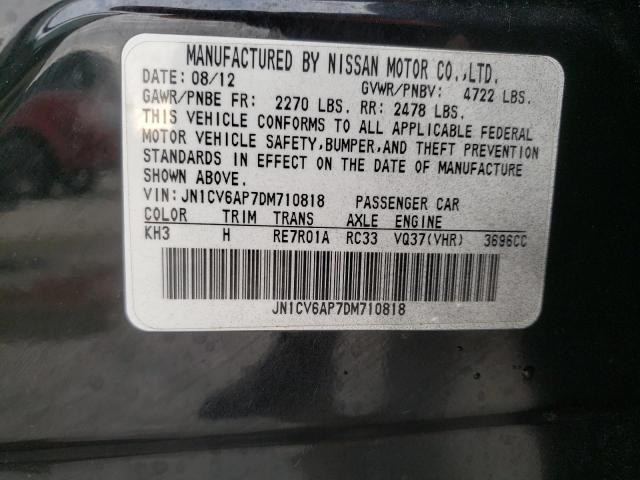 MANUFACTURED BY NISSAN MOTOR CO.,LTD.
DATE: 08/12 GVWR/PNBV: 4722 LBS.
GAWR/PNBE FR: 2270 LBS. RR: 2478 LBS.
THIS VEHICLE CONFORMS TO ALL APPLICABLE FEDERAL
MOTOR VEHICLE SAFETY,BUMPER,AND THEFT PREVENTION
STANDARDS IN EFFECT ON THE DATE OF MANUFACTURE
SHOWN ABOVE.
VIN: JN1CV6AP7DM710818 PASSENGER CAR
COLOR TRIM TRANS AXLE ENGINE
KH3 H RE7R01A RC33 VQ37(VHR) 3696CC
JN1CV6AP7DM710818